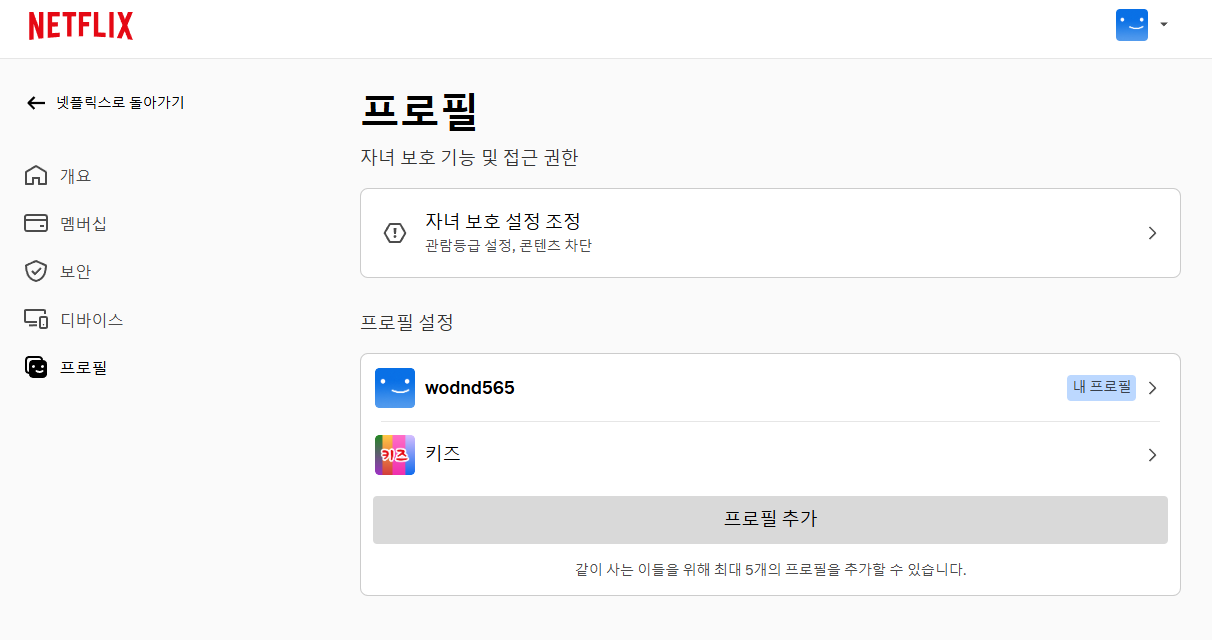 NETFLIX
넷플릭스로 돌아가기
개요
멤버십
보안
디바이스
프로필
프로필
자녀 보호 기능 및 접근 권한
자녀 보호 설정 조정
관람등급 설정, 콘텐츠 차단
프로필 설정
wodnd565
내 프로필
키즈
키즈
프로필 추가
같이 사는 이들을 위해 최대 5개의 프로필을 추가할 수 있습니다.